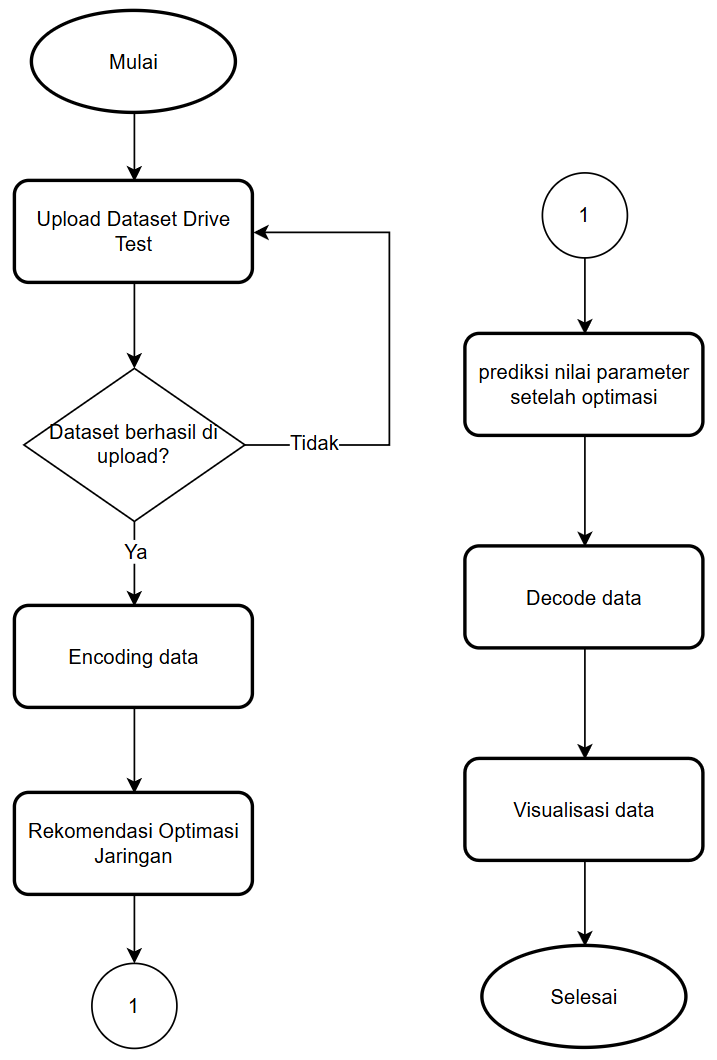 Mulai
Upload Dataset Drive
Test
Dataset berhasil di
upload?
Tidak
Ya
Encoding data
Rekomendasi Optimasi
Jaringan
1
1
prediksi nilai parameter
setelah optimasi
Decode data
Visualisasi data
Selesai